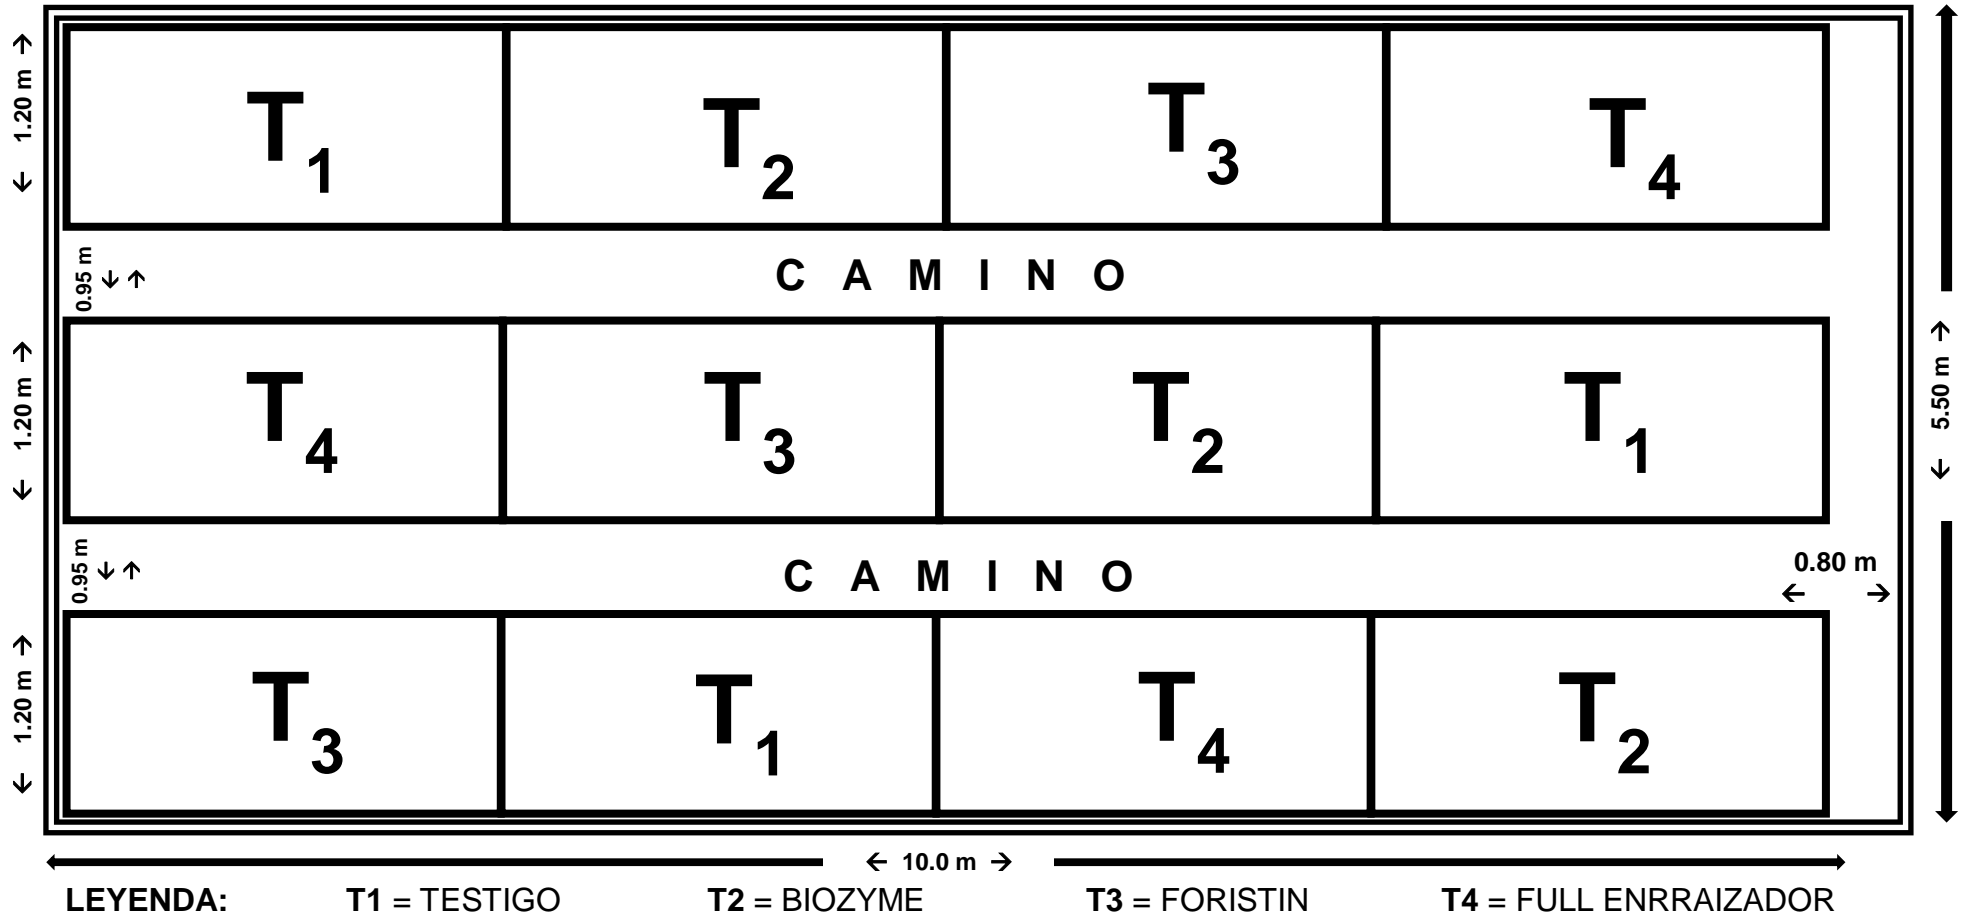 1.20 m
T1 T2 T3 T4
0.95 m
C A M I N O
1.20 m
T4 T3 T2 T1
5.50 m
0.95 m
C A M I N O
0.80 m
1.20 m
T3 T1 T4 T2
10.0 m
LEYENDA: T1 = TESTIGO T2 = BIOZYME T3 = FORISTIN T4 = FULL ENRRAIZADOR